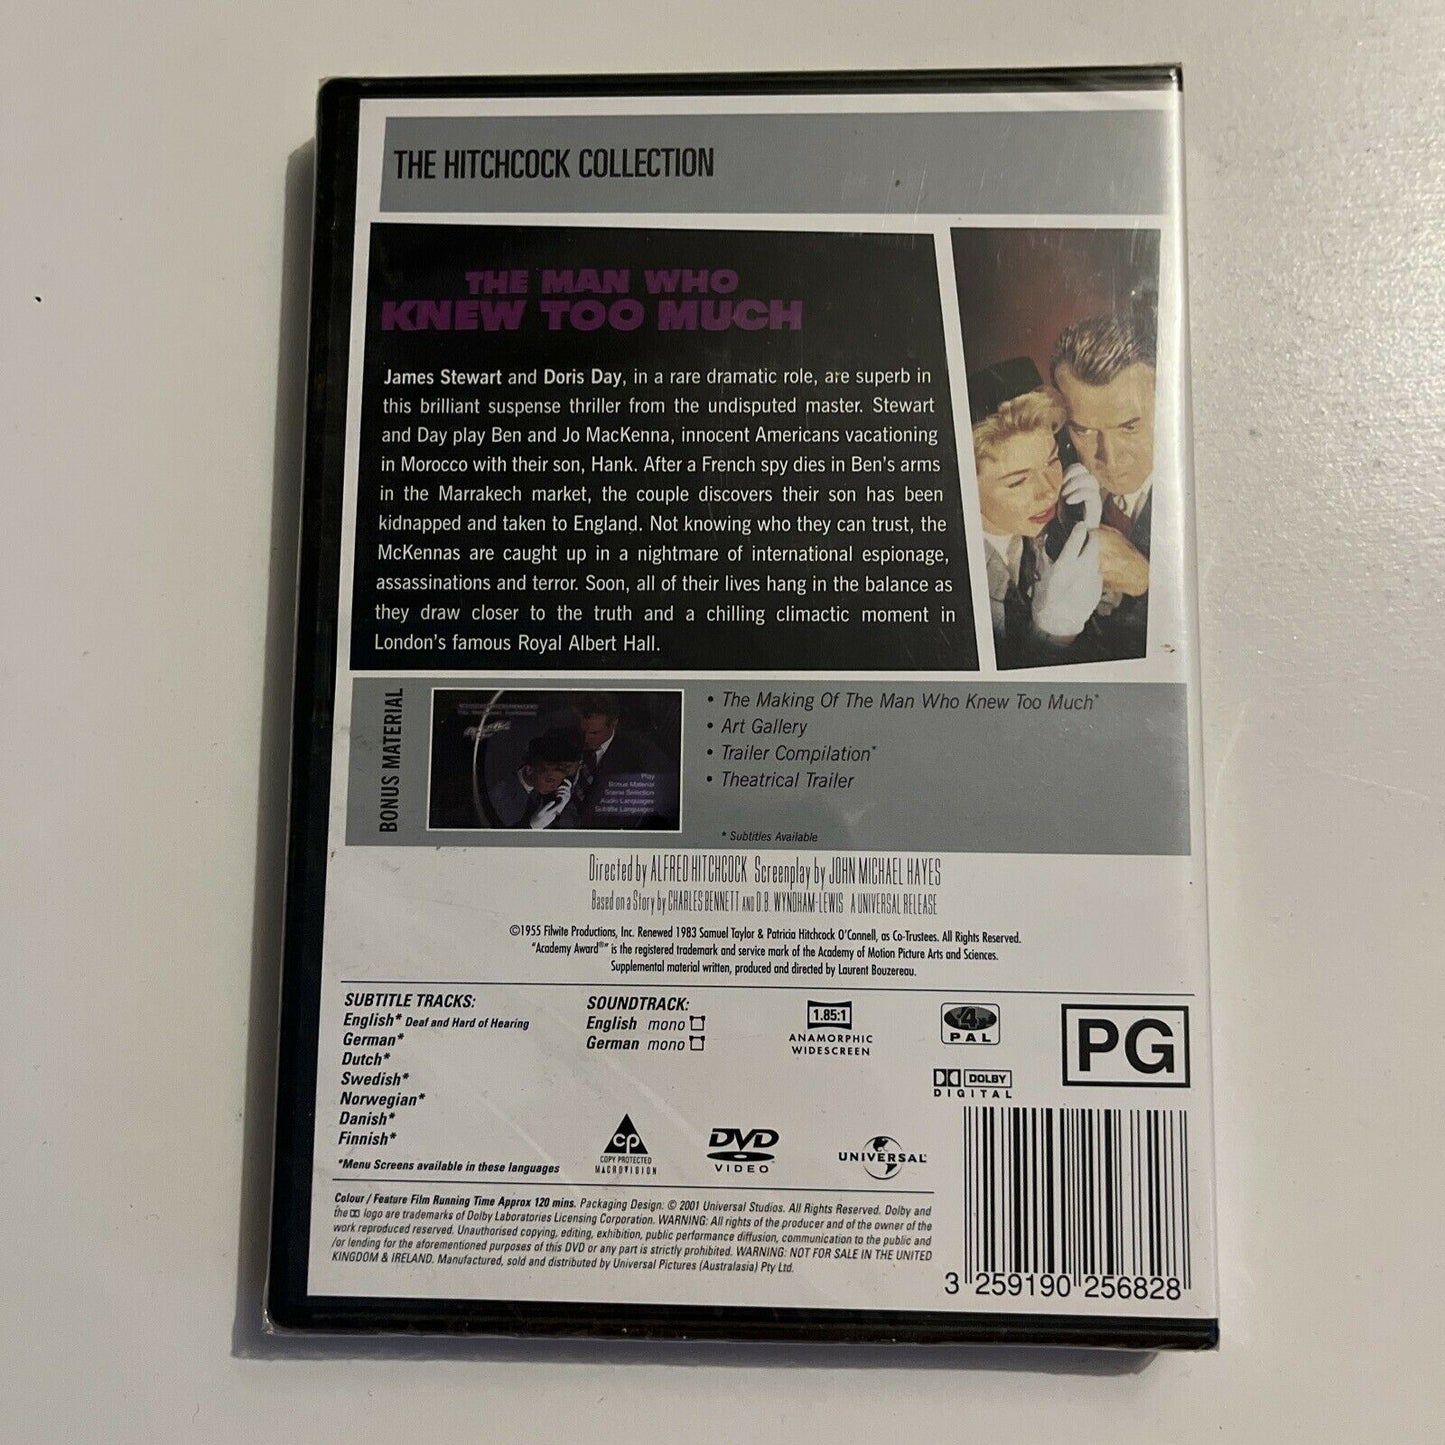 THE HITCHCOCK COLLECTION
THE MAN WHO
KNEW TOO MUCH
James Stewart and Doris Day, in a rare dramatic role, are superb in
this brilliant suspense thriller from the undisputed master. Stewart
and Day play Ben and Jo MacKenna, innocent Americans vacationing
in Morocco with their son, Hank. After a French spy dies in Ben's arms
in the Marrakech market, the couple discovers their son has been
kidnapped and taken to England. Not knowing who they can trust, the
McKennas are caught up in a nightmare of international espionage,
assassinations and terror. Soon, all of their lives hang in the balance as
they draw closer to the truth and a chilling climactic moment in
London's famous Royal Albert Hall.
BONUS MATERIAL
Play
Bonus Material
Scene Selection
Audio Languages
Subtitle Languages
• The Making Of The Man Who Knew Too Much*
• Art Gallery
• Trailer Compilation*
• Theatrical Trailer
* Subtitles Available
Directed by ALFRED HITCHCOCK Screenplay by JOHN MICHAEL HAYES
Based on a Story by CHARLES BENNETT AND D.B. WYNDHAM-LEWIS A UNIVERSAL RELEASE
©1955 Filwite Productions, Inc. Renewed 1983 Samuel Taylor & Patricia Hitchcock O'Connell, as Co-Trustees. All Rights Reserved.
"Academy Award®" is the registered trademark and service mark of the Academy of Motion Picture Arts and Sciences.
Supplemental material written, produced and directed by Laurent Bouzereau.
SUBTITLE TRACKS:
English* Deaf and Hard of Hearing
German*
Dutch*
Swedish*
Norwegian*
Danish*
Finnish*
*Menu Screens available in these languages
SOUNDTRACK:
English mono
German mono
1.85:1
ANAMORPHIC
WIDESCREEN
4
PAL
DOLBY
DIGITAL
PG
CP
COPY PROTECTED
MACROVISION
DVD
VIDEO
UNIVERSAL
Colour / Feature Film Running Time Approx 120 mins. Packaging Design: © 2001 Universal Studios. All Rights Reserved. Dolby and
the logo are trademarks of Dolby Laboratories Licensing Corporation. WARNING: All rights of the producer and of the owner of the
work reproduced reserved. Unauthorised copying, editing, exhibition, public performance diffusion, communication to the public and
/or lending for the aforementioned purposes of this DVD or any part is strictly prohibited. WARNING: NOT FOR SALE IN THE UNITED
KINGDOM & IRELAND. Manufactured, sold and distributed by Universal Pictures (Australasia) Pty Ltd.
3 259190 256828